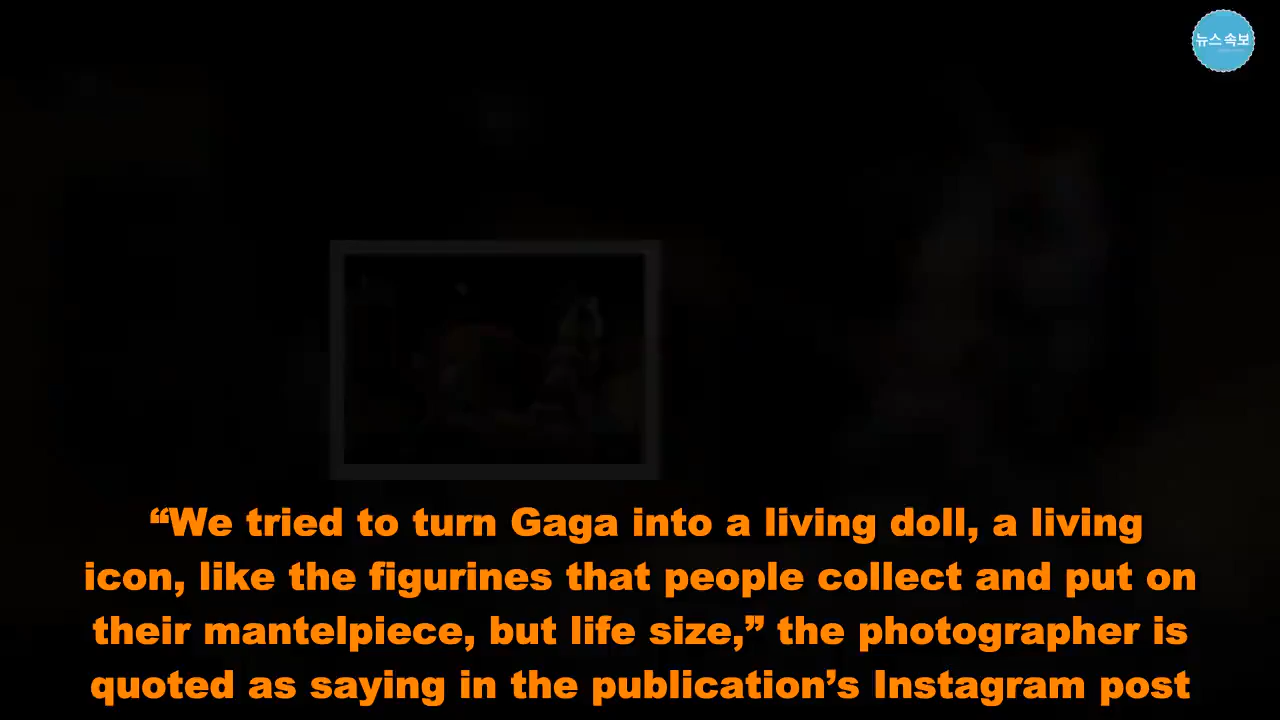 뉴스 속보
“We tried to turn Gaga into a living doll, a living
icon, like the figurines that people collect and put on
their mantelpiece, but life size,” the photographer is
quoted as saying in the publication’s Instagram post